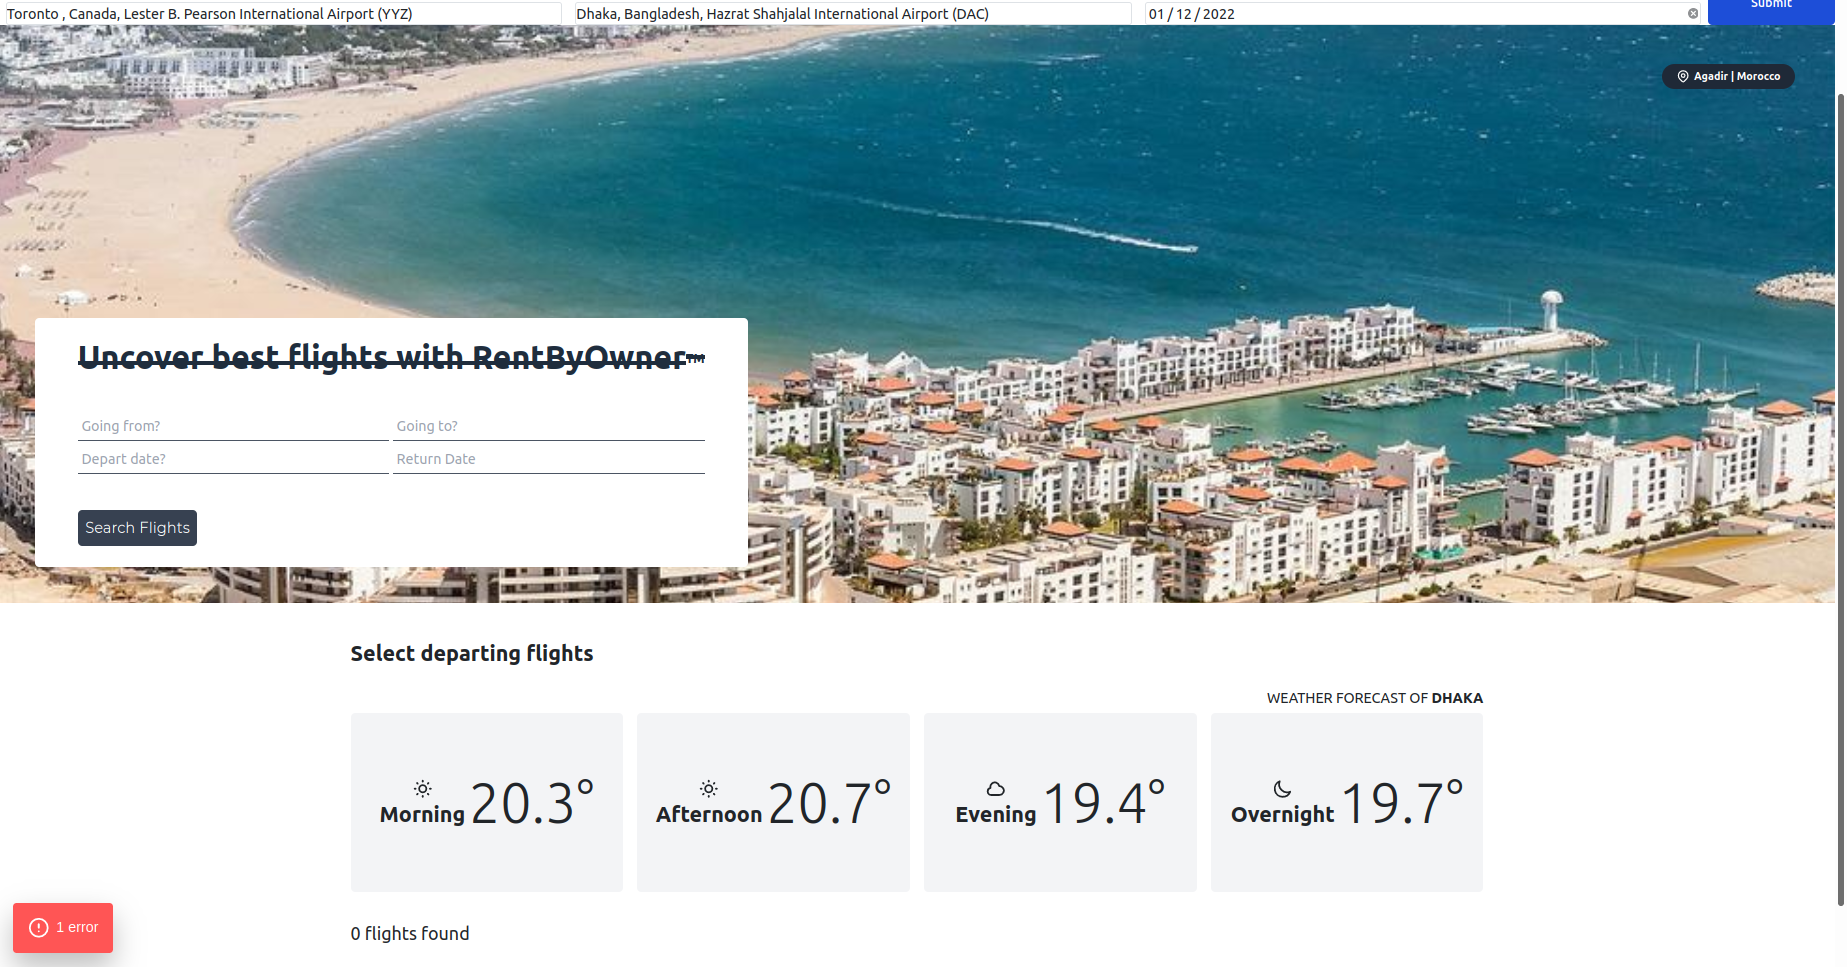 Toronto , Canada, Lester B. Pearson International Airport (YYZ)
Dhaka, Bangladesh, Hazrat Shahjalal International Airport (DAC)
01 / 12 / 2022
Submit
Agadir | Morocco
Uncover best flights with RentByOwner™
Going from?
Going to?
Depart date?
Return Date
Search Flights
Select departing flights
WEATHER FORECAST OF DHAKA
Morning 20.3°
Afternoon 20.7°
Evening 19.4°
Overnight 19.7°
0 flights found
1 error